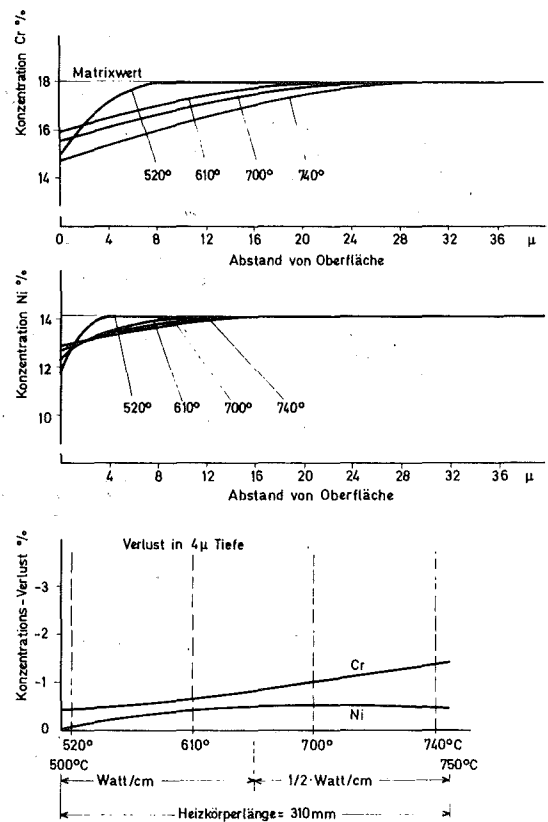 Konzentration Cr %
Matrixwert
18
16
14
520°
610°
700°
740°
0 4 8 12 16 20 24 28 32 36 μ
Abstand von Oberfläche
Konzentration Ni %
14
12
10
520°
610°
700°
740°
4 8 12 16 20 24 28 32 36 μ
Abstand von Oberfläche
Konzentrations-Verlust %
Verlust in 4μ Tiefe
-3
-2
-1
0
Cr
Ni
520° 610° 700° 740°C
500°C 750°C
Watt/cm 1/2·Watt/cm
Heizkörperlänge = 310mm